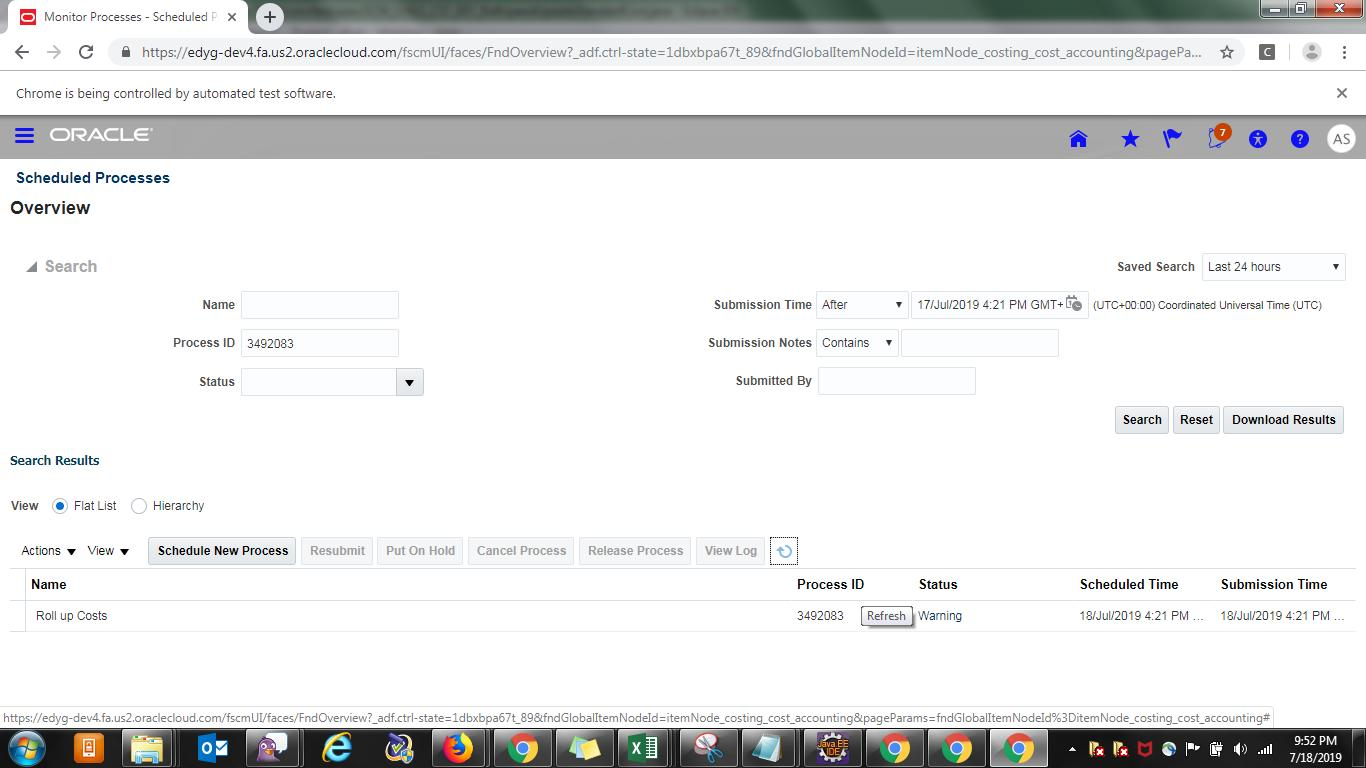 Monitor Processes - Scheduled P
https://edyg-dev4.fa.us2.oraclecloud.com/fscmUI/faces/FndOverview?_adf.ctrl-state=1dbxbpa67t_89&fndGlobalItemNodeId=itemNode_costing_cost_accounting&pagePa...
C
Chrome is being controlled by automated test software.
ORACLE
7
?
AS
Scheduled Processes
Overview
Search
Saved Search Last 24 hours
Name Submission Time After 17/Jul/2019 4:21 PM GMT+ (UTC+00:00) Coordinated Universal Time (UTC)
Process ID 3492083 Submission Notes Contains
Status Submitted By
Search Reset Download Results
Search Results
View Flat List Hierarchy
Actions View Schedule New Process Resubmit Put On Hold Cancel Process Release Process View Log
Name Process ID Status Scheduled Time Submission Time
Roll up Costs 3492083 Refresh Warning 18/Jul/2019 4:21 PM ... 18/Jul/2019 4:21 PM ...
https://edyg-dev4.fa.us2.oraclecloud.com/fscmUI/faces/FndOverview?_adf.ctrl-state=1dbxbpa67t_89&fndGlobalItemNodeId=itemNode_costing_cost_accounting&pageParams=fndGlobalItemNodeId%3DitemNode_costing_cost_accounting#
Java EE
IDE
9:52 PM
7/18/2019